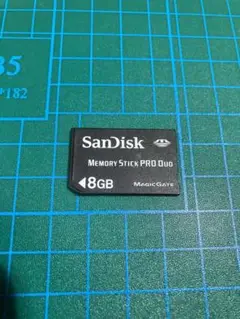 35
182
SanDisk
MEMORY STICK PRO DUO
8GB
MAGICGATE